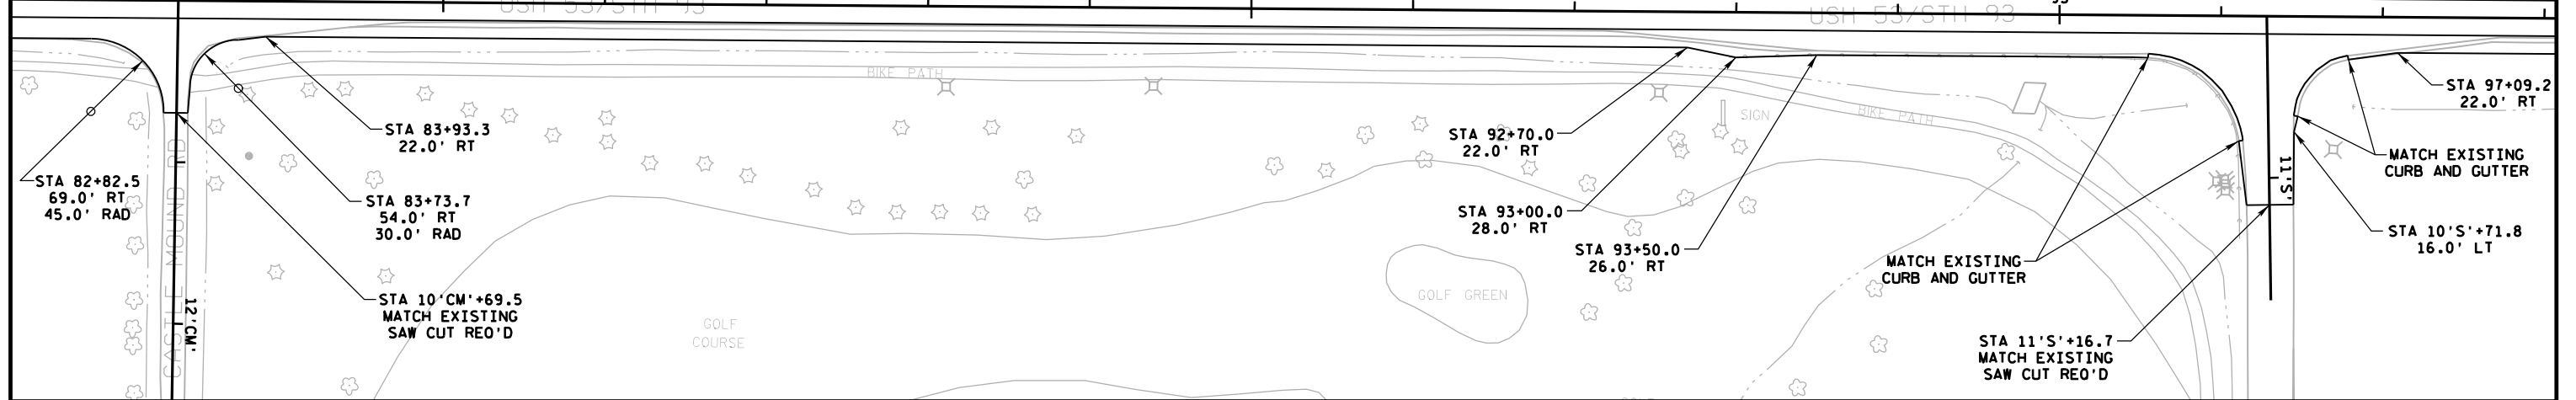 USH 53/STH 93
USH 53/STH 93
BIKE PATH
BIKE PATH
SIGN
STA 82+82.5
69.0' RT
45.0' RAD
CASTLE MOUND RD
12'CM'
STA 83+93.3
22.0' RT
STA 83+73.7
54.0' RT
30.0' RAD
STA 10'CM'+69.5
MATCH EXISTING
SAW CUT REQ'D
GOLF
COURSE
GOLF GREEN
STA 92+70.0
22.0' RT
STA 93+00.0
28.0' RT
STA 93+50.0
26.0' RT
MATCH EXISTING
CURB AND GUTTER
STA 11'S'+16.7
MATCH EXISTING
SAW CUT REQ'D
11'S'
STA 97+09.2
22.0' RT
MATCH EXISTING
CURB AND GUTTER
STA 10'S'+71.8
16.0' LT